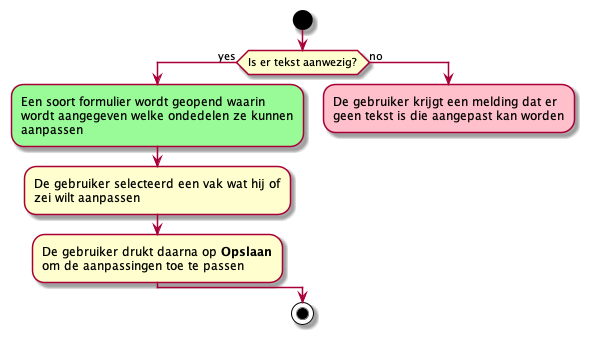 Is er tekst aanwezig?
yes
no
Een soort formulier wordt geopend waarin
wordt aangegeven welke ondedelen ze kunnen
aanpassen
De gebruiker krijgt een melding dat er
geen tekst is die aangepast kan worden
De gebruiker selecteerd een vak wat hij of
zei wilt aanpassen
De gebruiker drukt daarna op Opslaan
om de aanpassingen toe te passen